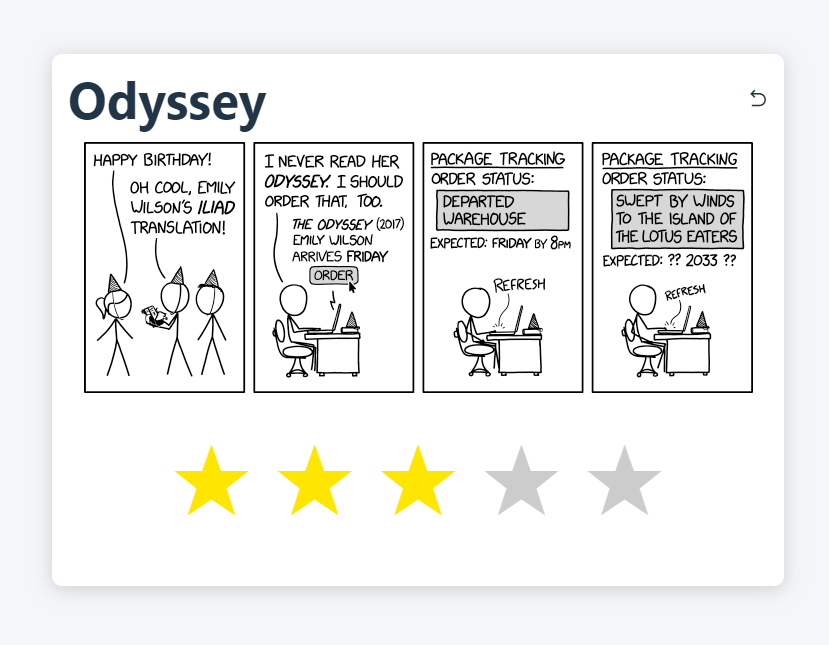 Odyssey
HAPPY BIRTHDAY!
OH COOL, EMILY
WILSON'S ILIAD
TRANSLATION!
I NEVER READ HER
ODYSSEY. I SHOULD
ORDER THAT, TOO.
THE ODYSSEY (2017)
EMILY WILSON
ARRIVES FRIDAY
ORDER
PACKAGE TRACKING
ORDER STATUS:
DEPARTED
WAREHOUSE
EXPECTED: FRIDAY BY 8PM
REFRESH
PACKAGE TRACKING
ORDER STATUS:
SWEPT BY WINDS
TO THE ISLAND OF
THE LOTUS EATERS
EXPECTED: ?? 2033 ??
REFRESH